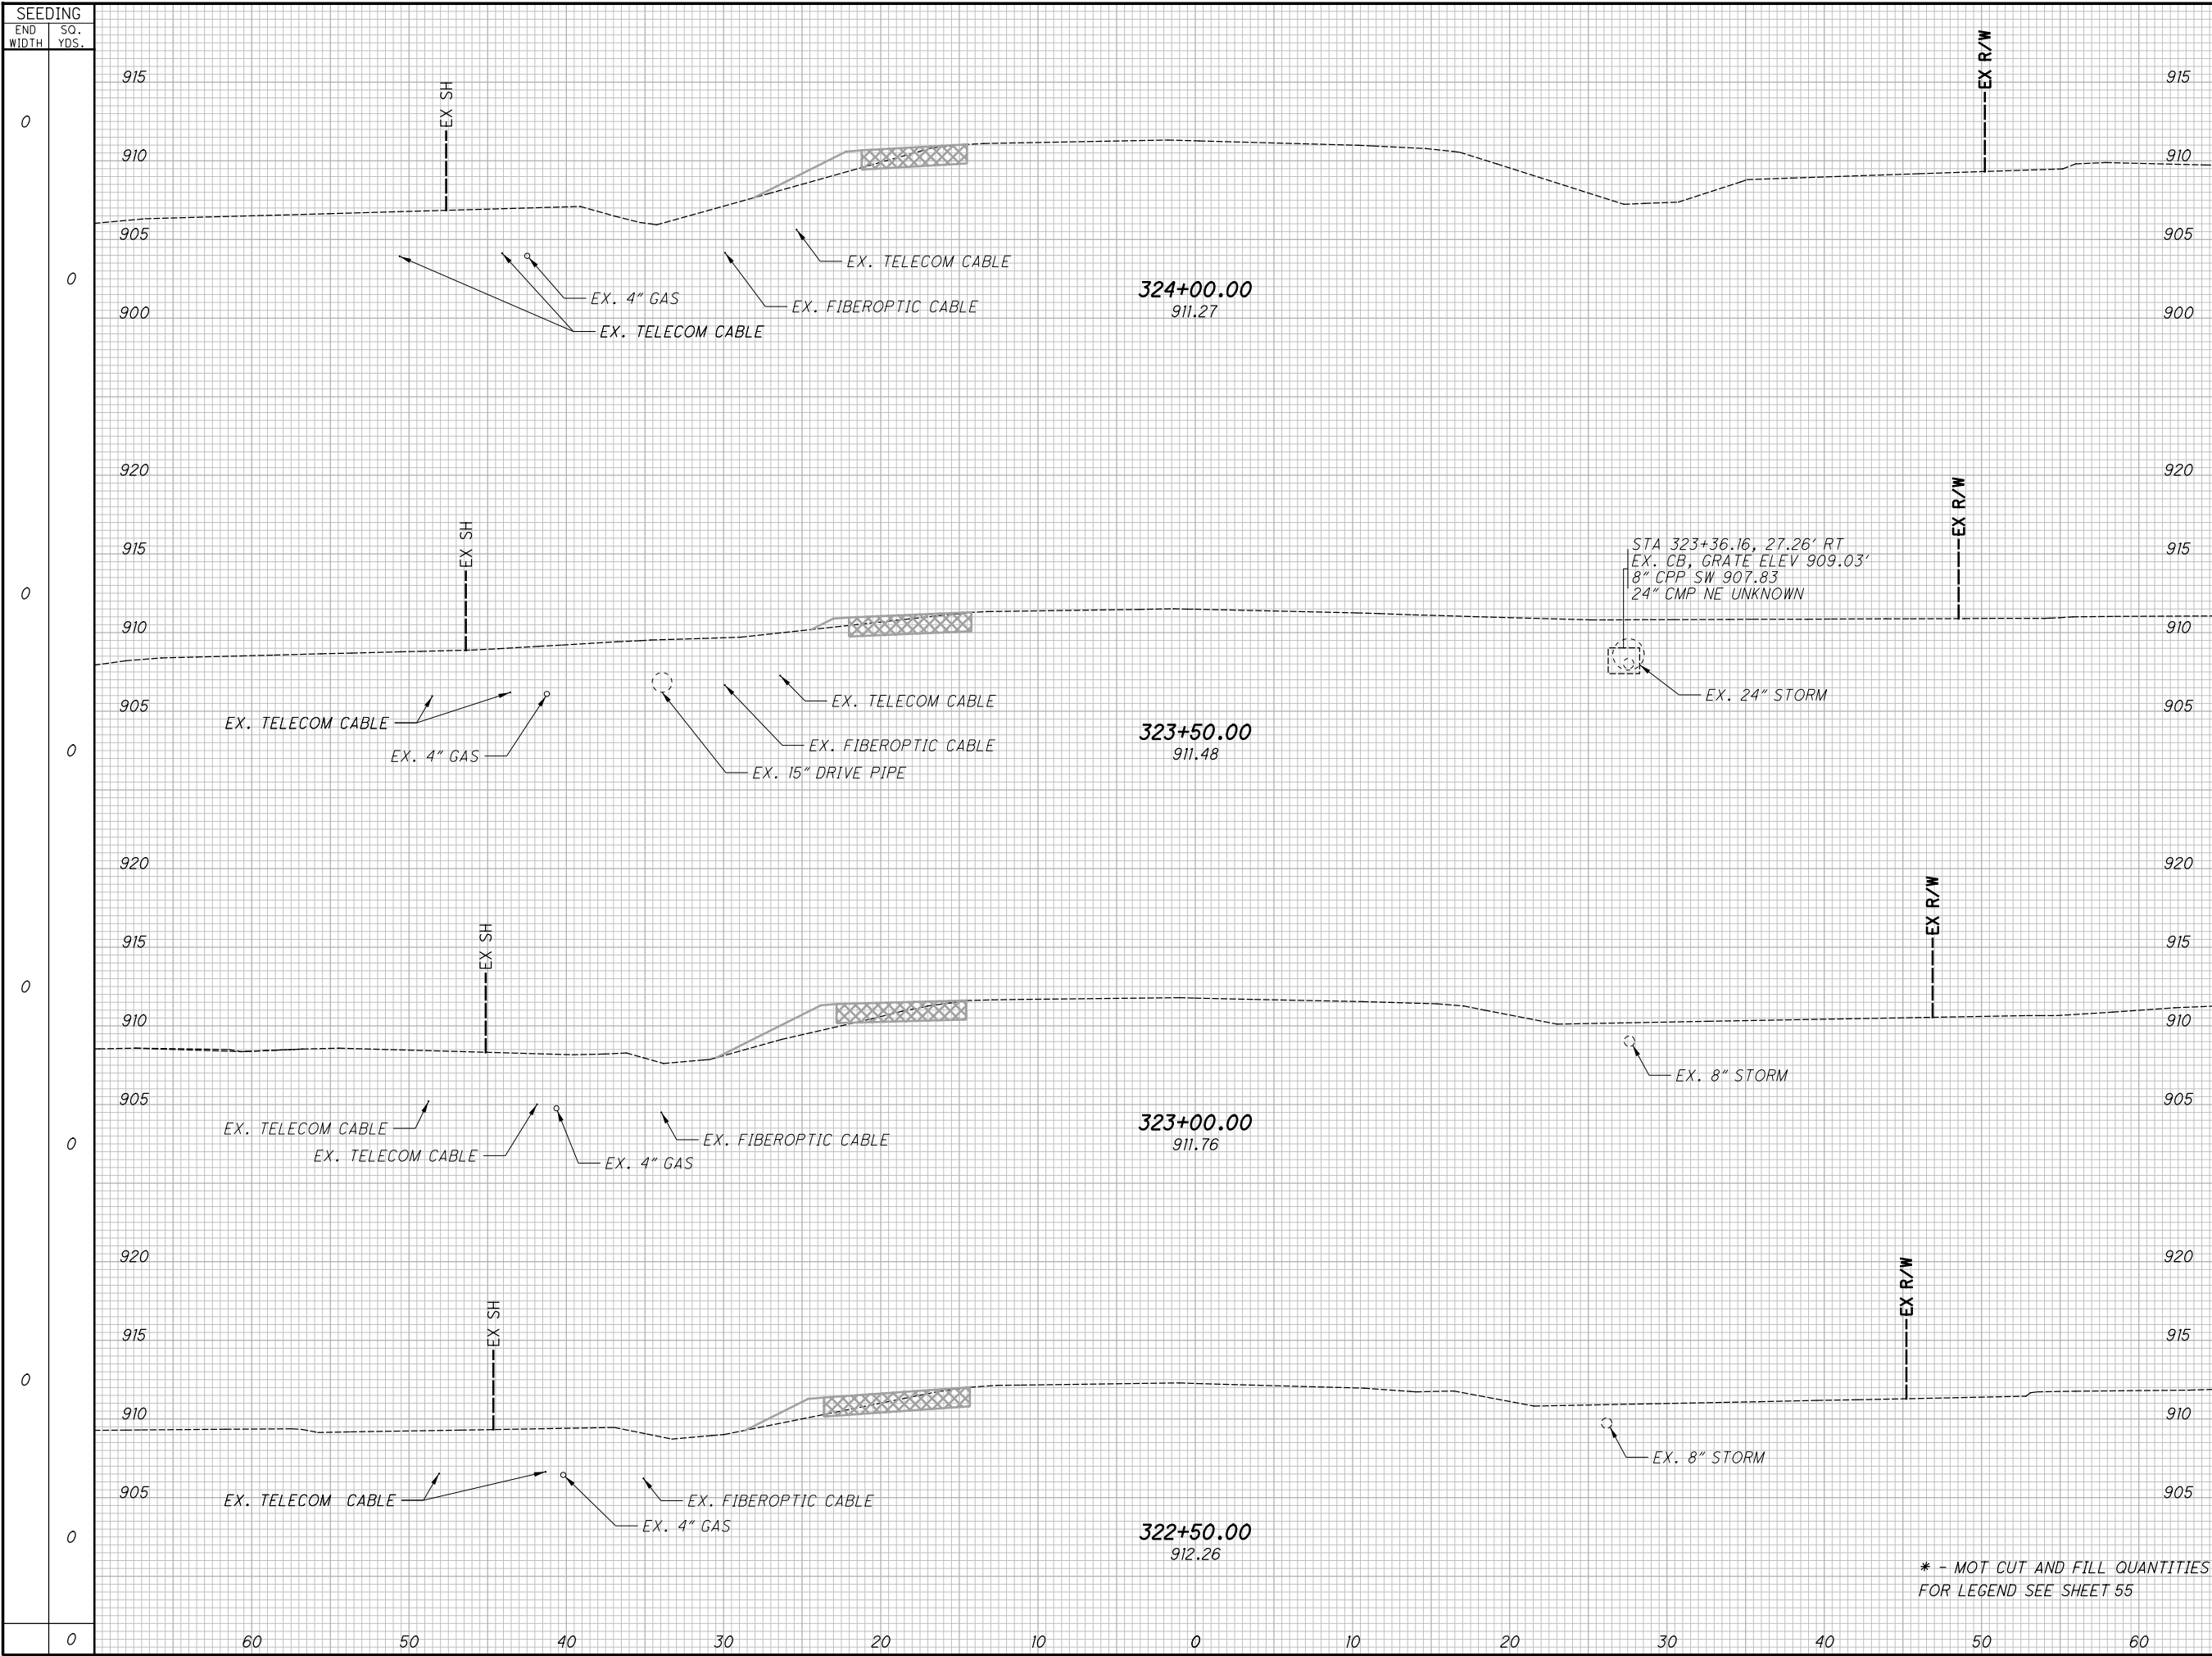 SEEDING
END WIDTH
SQ. YDS.
EX R/W
915
EX SH
915
0
910
910
905
905
EX. TELECOM CABLE
0
324+00.00
EX. 4" GAS
EX. FIBEROPTIC CABLE
911.27
900
900
EX. TELECOM CABLE
920
920
EX R/W
EX SH
STA 323+36.16, 27.26' RT
915
915
EX. CB, GRATE ELEV 909.03'
8" CPP SW 907.83
0
24" CMP NE UNKNOWN
910
910
EX. TELECOM CABLE
EX. 24" STORM
905
905
EX. TELECOM CABLE
323+50.00
EX. FIBEROPTIC CABLE
0
EX. 4" GAS
911.48
EX. 15" DRIVE PIPE
920
920
EX R/W
EX SH
915
915
0
910
910
EX. 8" STORM
905
905
EX. TELECOM CABLE
323+00.00
EX. FIBEROPTIC CABLE
0
911.76
EX. TELECOM CABLE
EX. 4" GAS
920
920
EX R/W
EX SH
915
915
0
910
910
EX. 8" STORM
905
905
EX. TELECOM CABLE
EX. FIBEROPTIC CABLE
EX. 4" GAS
322+50.00
0
912.26
* - MOT CUT AND FILL QUANTITIES
FOR LEGEND SEE SHEET 55
0
60 50 40 30 20 10 0 10 20 30 40 50 60